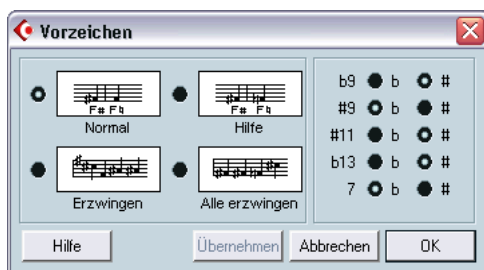 Vorzeichen
F# F♮
Normal
F# F♮
Hilfe
Erzwingen
Alle erzwingen
b9 b #
#9 b #
#11 b #
b13 b #
7 b #
Hilfe
Übernehmen
Abbrechen
OK